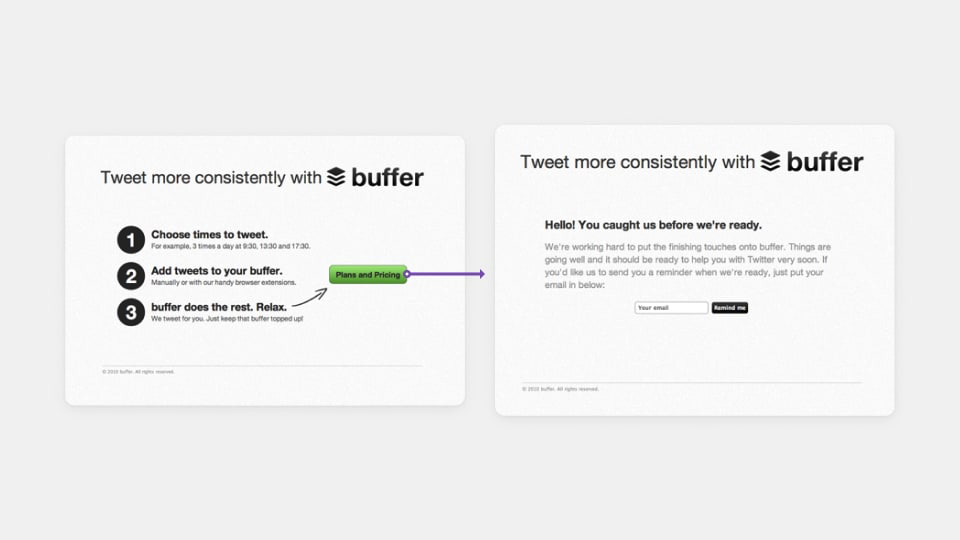 Tweet more consistently with buffer
1 Choose times to tweet.
For example, 3 times a day at 9:30, 13:30 and 17:30.
2 Add tweets to your buffer.
Manually or with our handy browser extensions.
3 buffer does the rest. Relax.
We tweet for you. Just keep that buffer topped up!
Plans and Pricing
© 2010 buffer. All rights reserved.
Tweet more consistently with buffer
Hello! You caught us before we're ready.
We're working hard to put the finishing touches onto buffer. Things are
going well and it should be ready to help you with Twitter very soon. If
you'd like us to send you a reminder when we're ready, just put your
email in below:
Your email
Remind me
© 2010 buffer. All rights reserved.